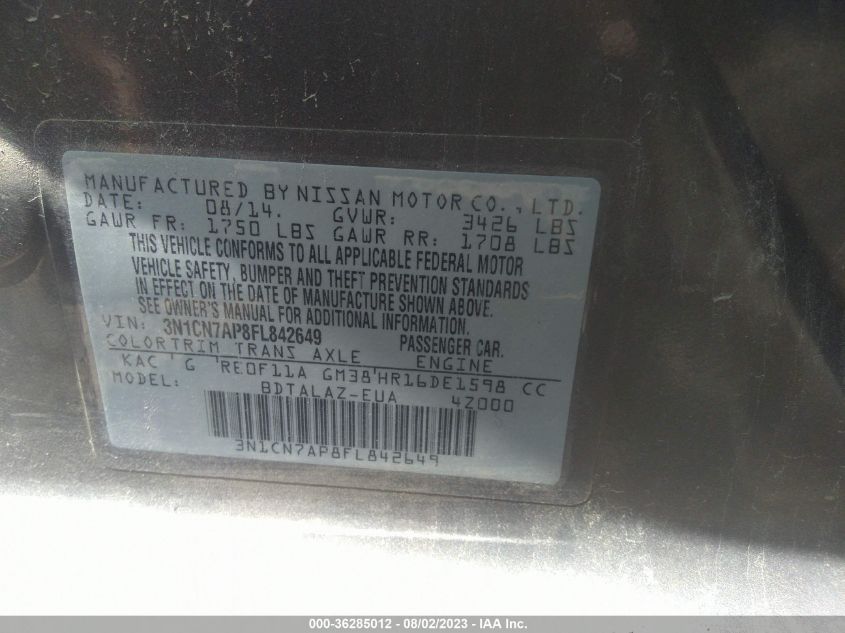 MANUFACTURED BY NISSAN MOTOR CO., LTD.
DATE: 08/14. GVWR: 3426 LBS
GAWR FR: 1750 LBS GAWR RR: 1708 LBS
THIS VEHICLE CONFORMS TO ALL APPLICABLE FEDERAL MOTOR
VEHICLE SAFETY, BUMPER AND THEFT PREVENTION STANDARDS
IN EFFECT ON THE DATE OF MANUFACTURE SHOWN ABOVE.
SEE OWNER'S MANUAL FOR ADDITIONAL INFORMATION.
VIN: 3N1CN7AP8FL842649 PASSENGER CAR.
COLOR TRIM TRANS AXLE ENGINE
KAC ' G 'RE0F11A GM38'HR16DE1598 CC
MODEL: BDTALAZ-EUA 4Z000
3N1CN7AP8FL842649
000-36285012 - 08/02/2023 - IAA Inc.